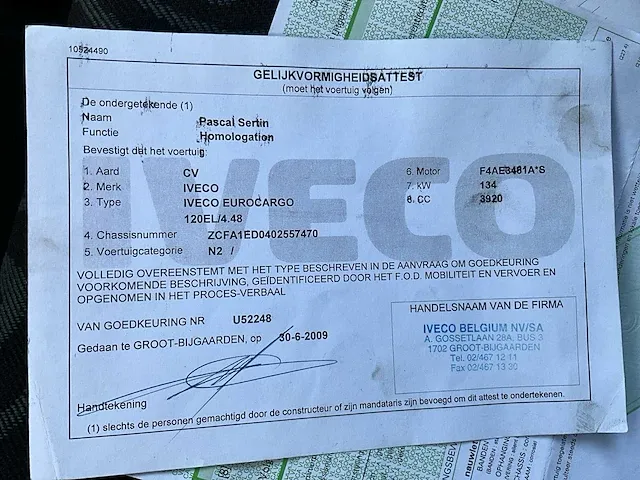 10524490
GELIJKVORMIGHEIDSATTEST
(moet het voertuig volgen)
De ondergetekende (1)
Naam Pascal Sertin
Functie Homologation
Bevestigt dat het voertuig:
IVECO
1. Aard CV 6. Motor F4AE3481A*S
2. Merk IVECO 7. kW 134
3. Type IVECO EUROCARGO 8. CC 3920
120EL/4.48
4. Chassisnummer ZCFA1ED0402557470
5. Voertuigcategorie N2 /
VOLLEDIG OVEREENSTEMT MET HET TYPE BESCHREVEN IN DE AANVRAAG OM GOEDKEURING
VOORKOMENDE BESCHRIJVING, GEÏDENTIFICEERD DOOR HET F.O.D. MOBILITEIT EN VERVOER EN
OPGENOMEN IN HET PROCES-VERBAAL
VAN GOEDKEURING NR U52248
Gedaan te GROOT-BIJGAARDEN, op 30-6-2009
HANDELSNAAM VAN DE FIRMA
IVECO BELGIUM NV/SA
A. GOSSETLAAN 28A, BUS 3
1702 GROOT-BIJGAARDEN
Tel. 02/467 12 11
Fax 02/467 13 20
Handtekening
(1) slechts de personen gemachtigd door de constructeur of zijn mandataris zijn bevoegd om dit attest te ondertekenen.